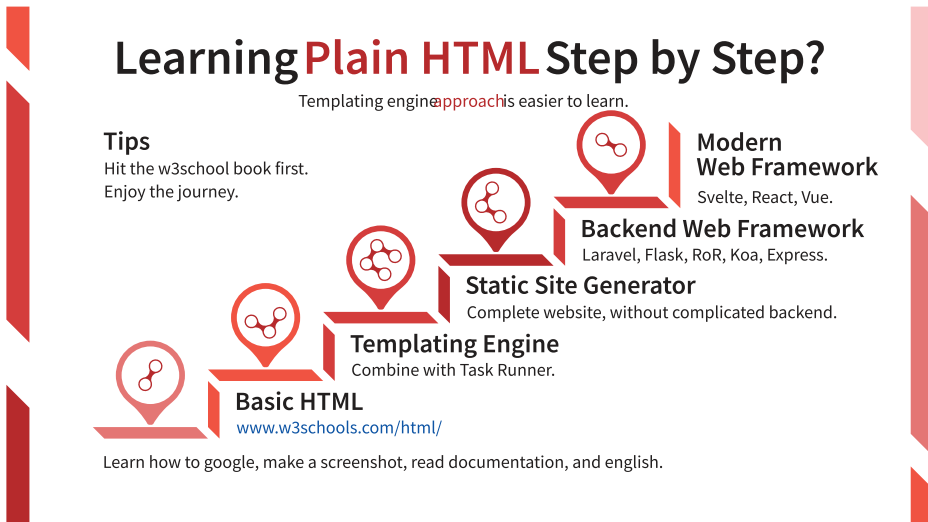 Learning Plain HTML Step by Step?
Templating engine approach is easier to learn.
Tips
Hit the w3school book first.
Enjoy the journey.
Modern
Web Framework
Svelte, React, Vue.
Backend Web Framework
Laravel, Flask, RoR, Koa, Express.
Static Site Generator
Complete website, without complicated backend.
Templating Engine
Combine with Task Runner.
Basic HTML
www.w3schools.com/html/
Learn how to google, make a screenshot, read documentation, and english.